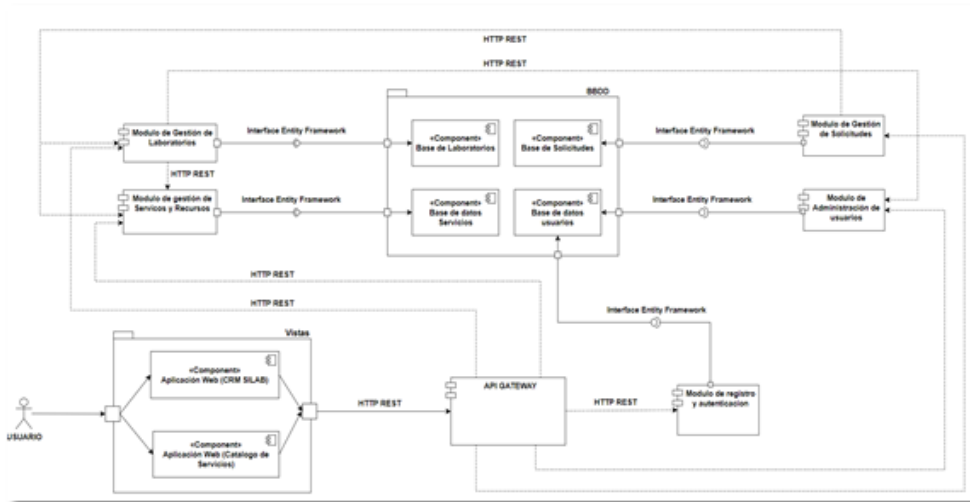 HTTP REST
HTTP REST
BBDD
Modulo de Gestión de
Laboratorios
Interface Entity Framework
«Component»
Base de Laboratorios
«Component»
Base de Solicitudes
Interface Entity Framework
Modulo de Gestión
de Solicitudes
HTTP REST
Modulo de gestión de
Servicos y Recursos
Interface Entity Framework
«Component»
Base de datos
Servicios
«Component»
Base de datos
usuarios
Interface Entity Framework
Modulo de
Administración de
usuarios
HTTP REST
HTTP REST
Interface Entity Framework
Vistas
«Component»
Aplicación Web (CRM SILAB)
API GATEWAY
HTTP REST
HTTP REST
Modulo de registro
y autenticacion
USUARIO
«Component»
Aplicación Web (Catalogo de
Servicios)